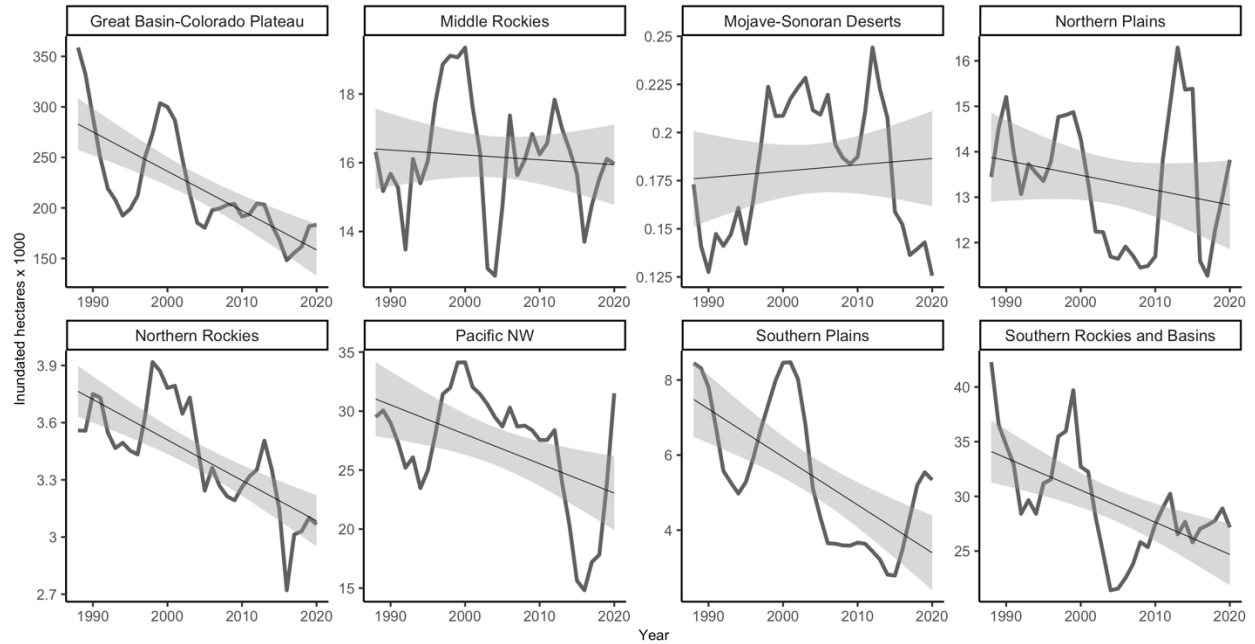 Great Basin-Colorado Plateau
Middle Rockies
Mojave-Sonoran Deserts
Northern Plains
350
300
250
200
150
1990 2000 2010 2020
18
16
14
1990 2000 2010 2020
0.25
0.225
0.2
0.175
0.15
0.125
1990 2000 2010 2020
16
15
14
13
12
1990 2000 2010 2020
Inundated hectares x 1000
Northern Rockies
Pacific NW
Southern Plains
Southern Rockies and Basins
3.9
3.6
3.3
3
2.7
1990 2000 2010 2020
35
30
25
20
15
1990 2000 2010 2020
8
6
4
1990 2000 2010 2020
40
35
30
25
1990 2000 2010 2020
Year